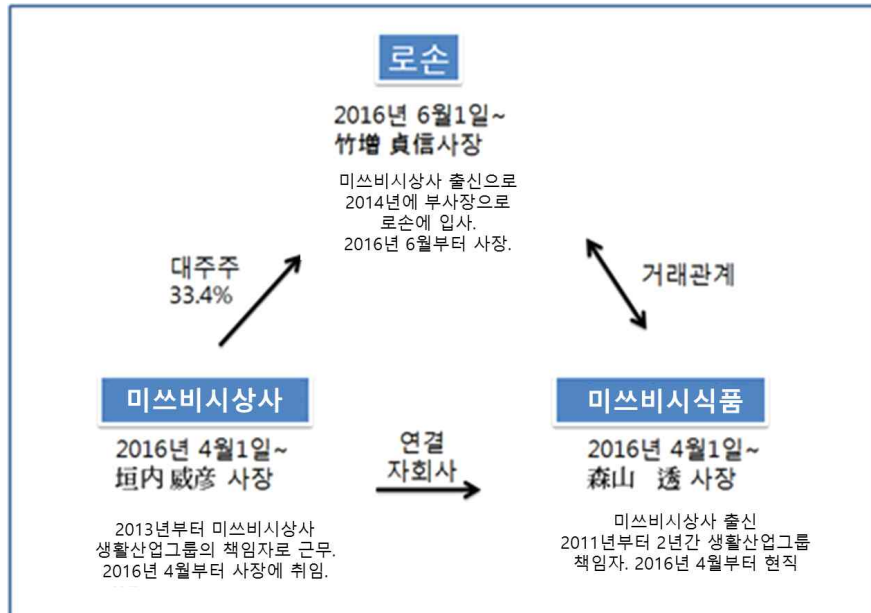 로손
2016년 6월1일~
竹増 貞信사장
미쓰비시상사 출신으로
2014년에 부사장으로
로손에 입사.
2016년 6월부터 사장.
대주주
33.4%
거래관계
미쓰비시상사
2016년 4월1일~
垣内 威彦 사장
2013년부터 미쓰비시상사
생활산업그룹의 책임자로 근무.
2016년 4월부터 사장에 취임.
연결
자회사
미쓰비시식품
2016년 4월1일~
森山 透 사장
미쓰비시상사 출신
2011년부터 2년간 생활산업그룹
책임자. 2016년 4월부터 현직